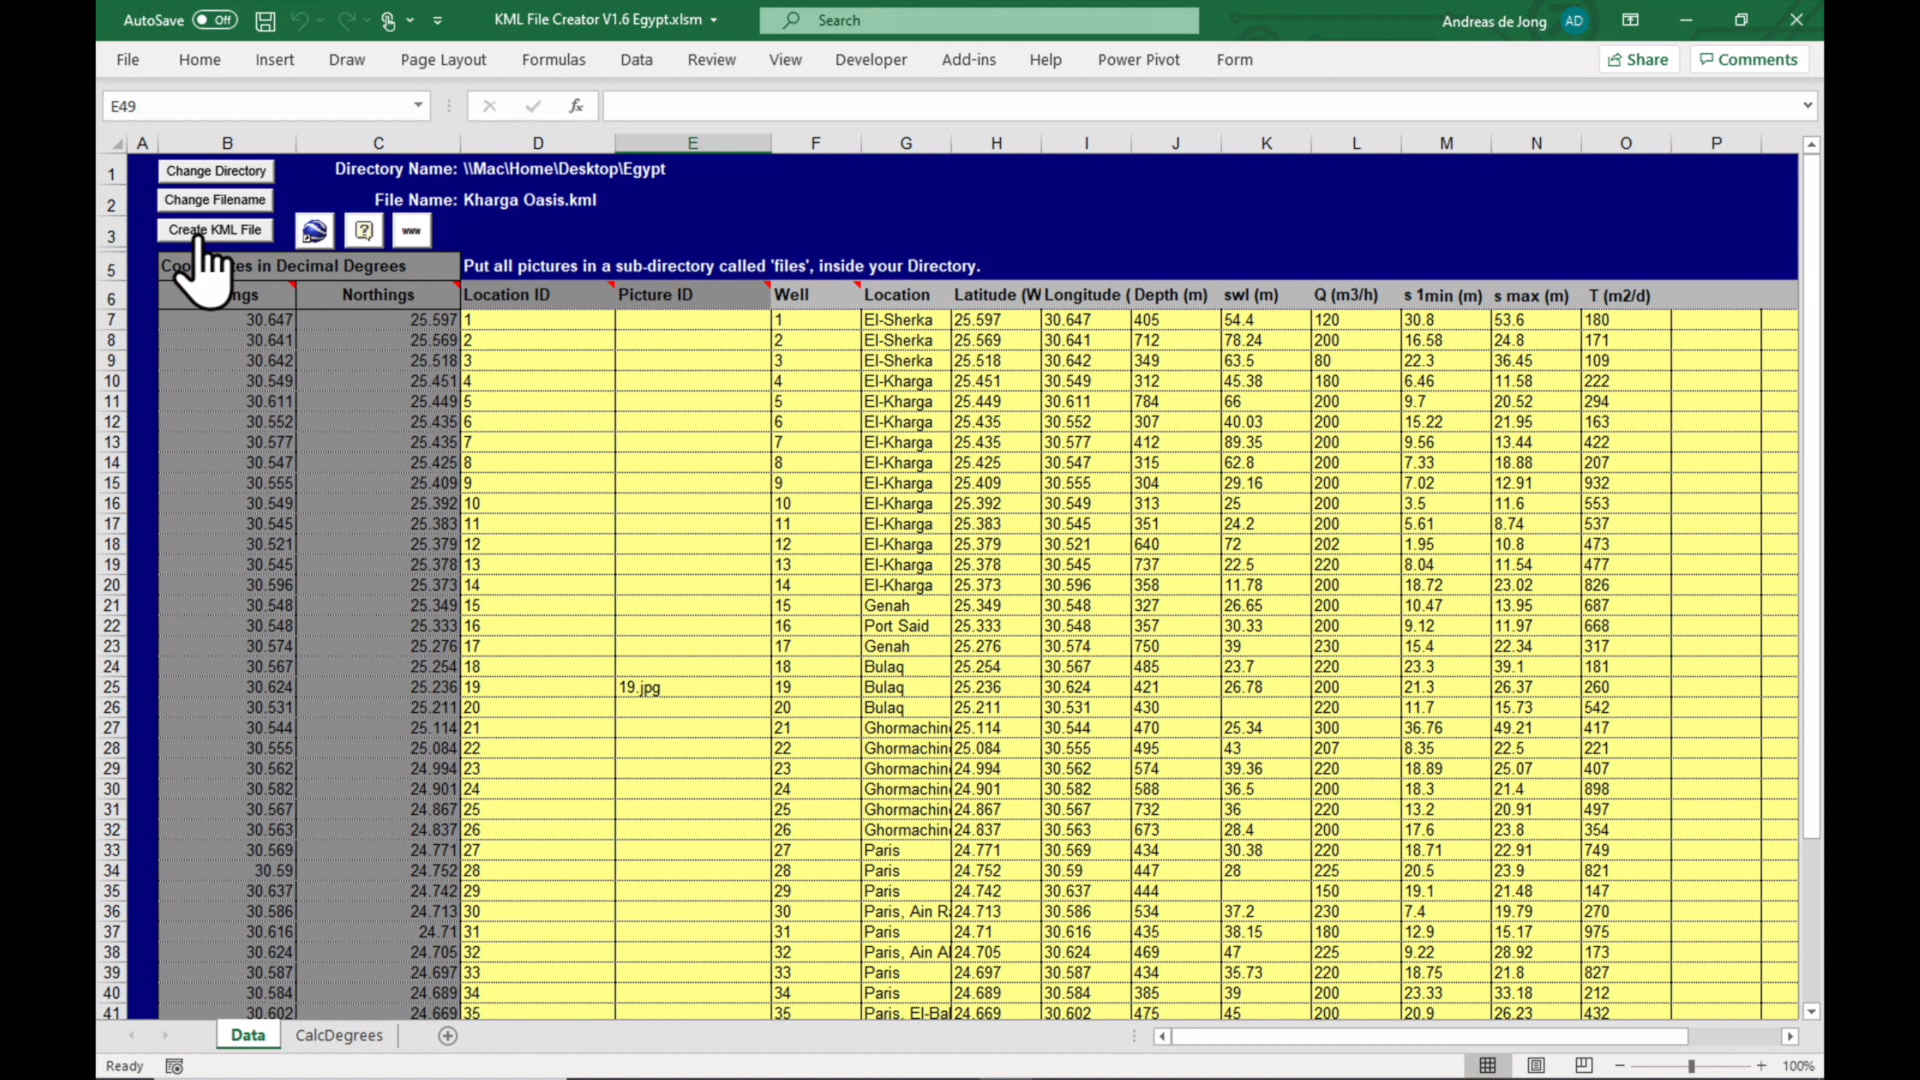 AutoSave Off KML File Creator V1.6 Egypt.xlsm Search Andreas de Jong AD
File Home Insert Draw Page Layout Formulas Data Review View Developer Add-ins Help Power Pivot Form Share Comments
E49 fx
A B C D E F G H I J K L M N O P
1 Change Directory Directory Name: \\Mac\Home\Desktop\Egypt
2 Change Filename File Name: Kharga Oasis.kml
3 Create KML File www
5 in Decimal Degrees Put all pictures in a sub-directory called 'files', inside your Directory.
6 Northings Location ID Picture ID Well Location Latitude (W Longitude ( Depth (m) swl (m) Q (m3/h) s 1min (m) s max (m) T (m2/d)
7 30.647 25.597 1 1 El-Sherka 25.597 30.647 405 54.4 120 30.8 53.6 180
8 30.641 25.569 2 2 El-Sherka 25.569 30.641 712 78.24 200 16.58 24.8 171
9 30.642 25.518 3 3 El-Sherka 25.518 30.642 349 63.5 80 22.3 36.45 109
10 30.549 25.451 4 4 El-Kharga 25.451 30.549 312 45.38 180 6.46 11.58 222
11 30.611 25.449 5 5 El-Kharga 25.449 30.611 784 66 200 9.7 20.52 294
12 30.552 25.435 6 6 El-Kharga 25.435 30.552 307 40.03 200 15.22 21.95 163
13 30.577 25.435 7 7 El-Kharga 25.435 30.577 412 89.35 200 9.56 13.44 422
14 30.547 25.425 8 8 El-Kharga 25.425 30.547 315 62.8 200 7.33 18.88 207
15 30.555 25.409 9 9 El-Kharga 25.409 30.555 304 29.16 200 7.02 12.91 932
16 30.549 25.392 10 10 El-Kharga 25.392 30.549 313 25 200 3.5 11.6 553
17 30.545 25.383 11 11 El-Kharga 25.383 30.545 351 24.2 200 5.61 8.74 537
18 30.521 25.379 12 12 El-Kharga 25.379 30.521 640 72 202 1.95 10.8 473
19 30.545 25.378 13 13 El-Kharga 25.378 30.545 737 22.5 220 8.04 11.54 477
20 30.596 25.373 14 14 El-Kharga 25.373 30.596 358 11.78 200 18.72 23.02 826
21 30.548 25.349 15 15 Genah 25.349 30.548 327 26.65 200 10.47 13.95 687
22 30.548 25.333 16 16 Port Said 25.333 30.548 357 30.33 200 9.12 11.97 668
23 30.574 25.276 17 17 Genah 25.276 30.574 750 39 230 15.4 22.34 317
24 30.567 25.254 18 18 Bulaq 25.254 30.567 485 23.7 220 23.3 39.1 181
25 30.624 25.236 19 19.jpg 19 Bulaq 25.236 30.624 421 26.78 200 21.3 26.37 260
26 30.531 25.211 20 20 Bulaq 25.211 30.531 430 220 11.7 15.73 542
27 30.544 25.114 21 21 Ghormachin 25.114 30.544 470 25.34 300 36.76 49.21 417
28 30.555 25.084 22 22 Ghormachin 25.084 30.555 495 43 207 8.35 22.5 221
29 30.562 24.994 23 23 Ghormachin 24.994 30.562 574 39.36 220 18.89 25.07 407
30 30.582 24.901 24 24 Ghormachin 24.901 30.582 588 36.5 200 18.3 21.4 898
31 30.567 24.867 25 25 Ghormachin 24.867 30.567 732 36 220 13.2 20.91 497
32 30.563 24.837 26 26 Ghormachin 24.837 30.563 673 28.4 200 17.6 23.8 354
33 30.569 24.771 27 27 Paris 24.771 30.569 434 30.38 220 18.71 22.91 749
34 30.59 24.752 28 28 Paris 24.752 30.59 447 28 225 20.5 23.9 821
35 30.637 24.742 29 29 Paris 24.742 30.637 444 150 19.1 21.48 147
36 30.586 24.713 30 30 Paris, Ain R 24.713 30.586 534 37.2 230 7.4 19.79 270
37 30.616 24.71 31 31 Paris 24.71 30.616 435 38.15 180 12.9 15.17 975
38 30.624 24.705 32 32 Paris, Ain A 24.705 30.624 469 47 225 9.22 28.92 173
39 30.587 24.697 33 33 Paris 24.697 30.587 434 35.73 220 18.75 21.8 827
40 30.584 24.689 34 34 Paris 24.689 30.584 385 39 200 23.33 33.18 212
41 30.602 24.669 35 35 Paris, El-Ba 24.669 30.602 475 45 200 20.9 26.23 432
Data CalcDegrees
Ready 100%